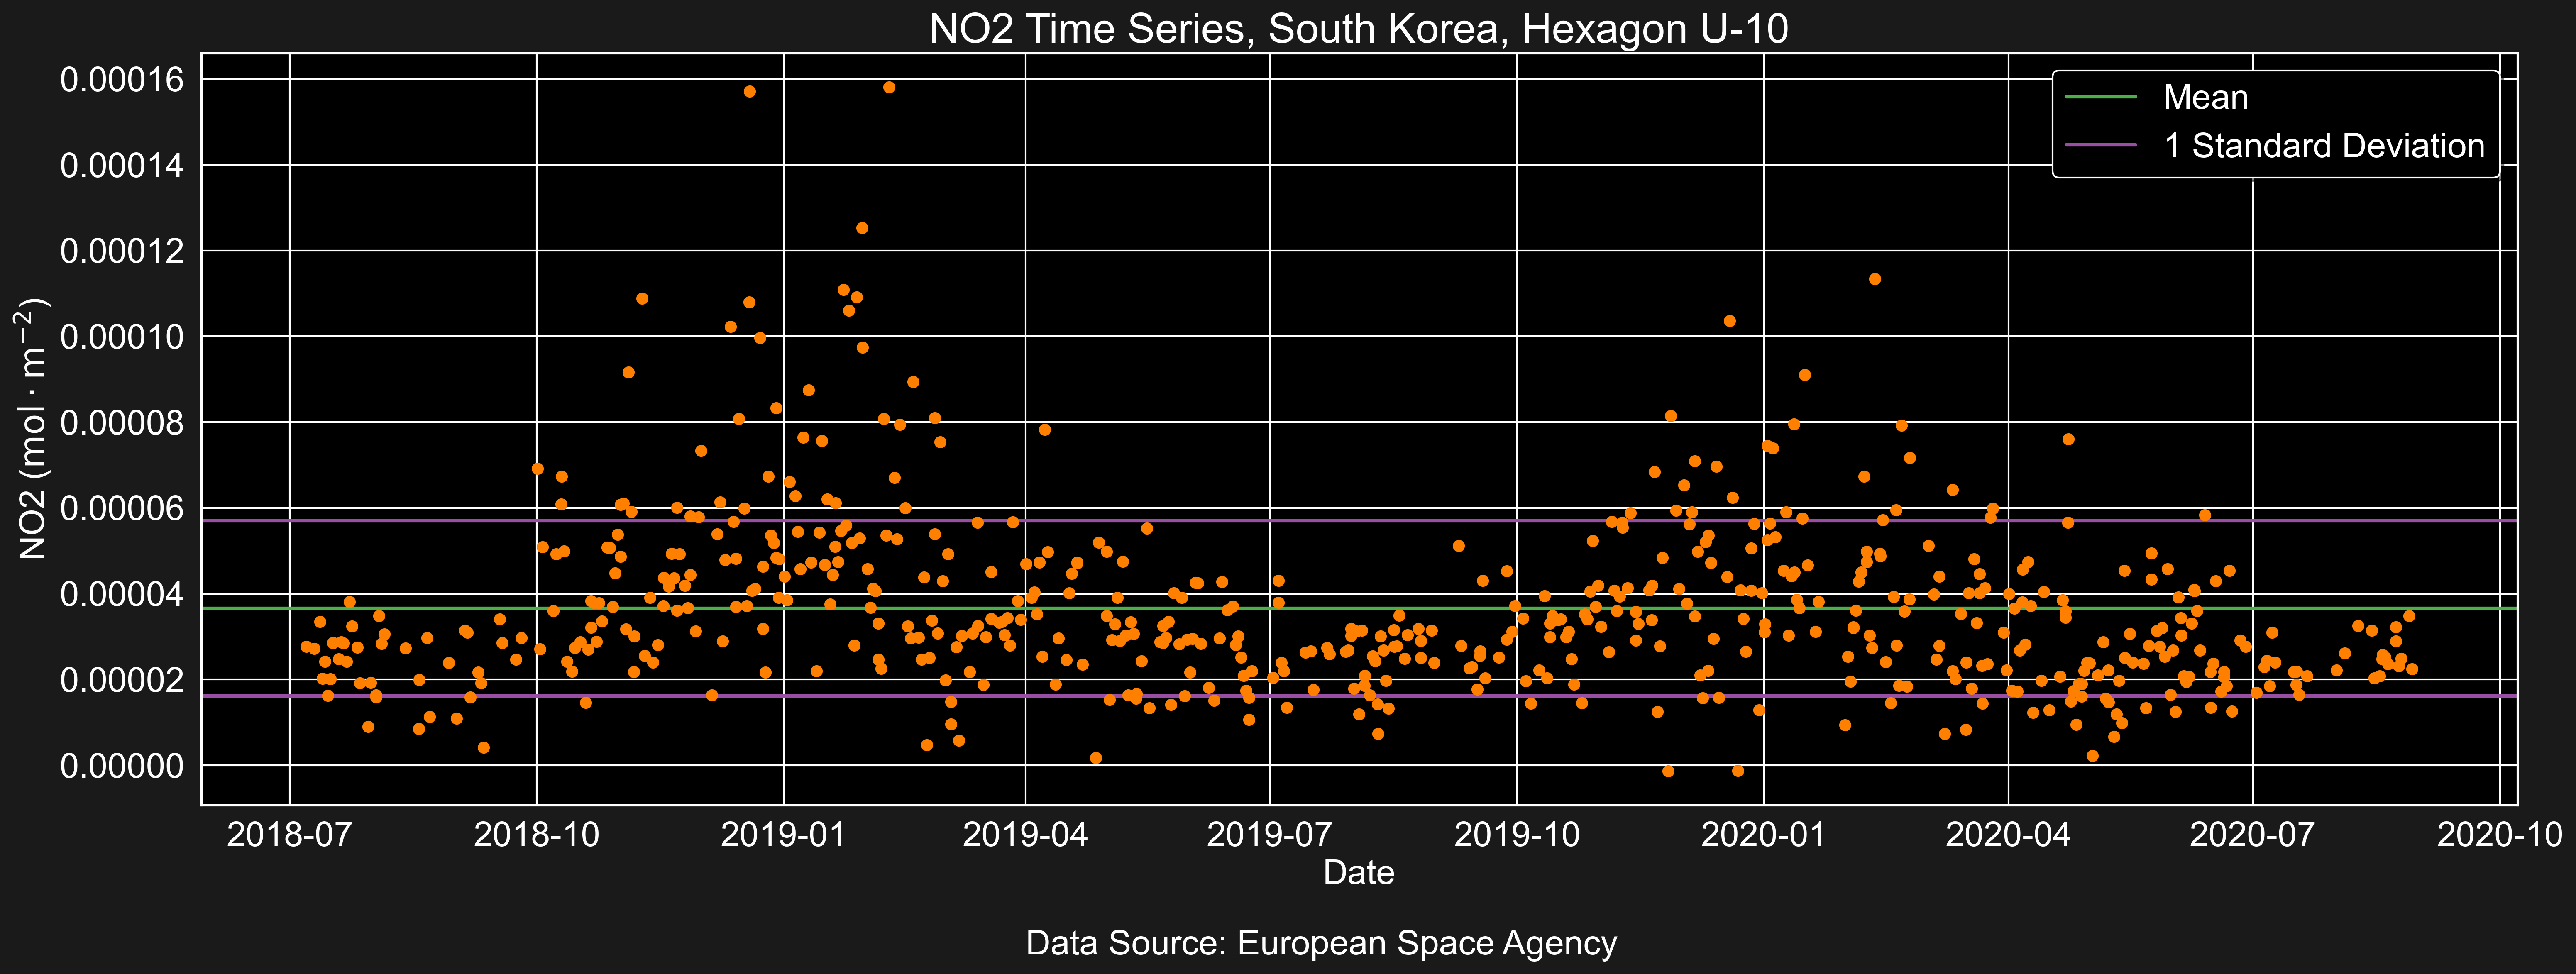 NO2 Time Series, South Korea, Hexagon U-10
Mean
1 Standard Deviation
NO2 (mol · m⁻²)
0.00016
0.00014
0.00012
0.00010
0.00008
0.00006
0.00004
0.00002
0.00000
2018-07 2018-10 2019-01 2019-04 2019-07 2019-10 2020-01 2020-04 2020-07 2020-10
Date
Data Source: European Space Agency